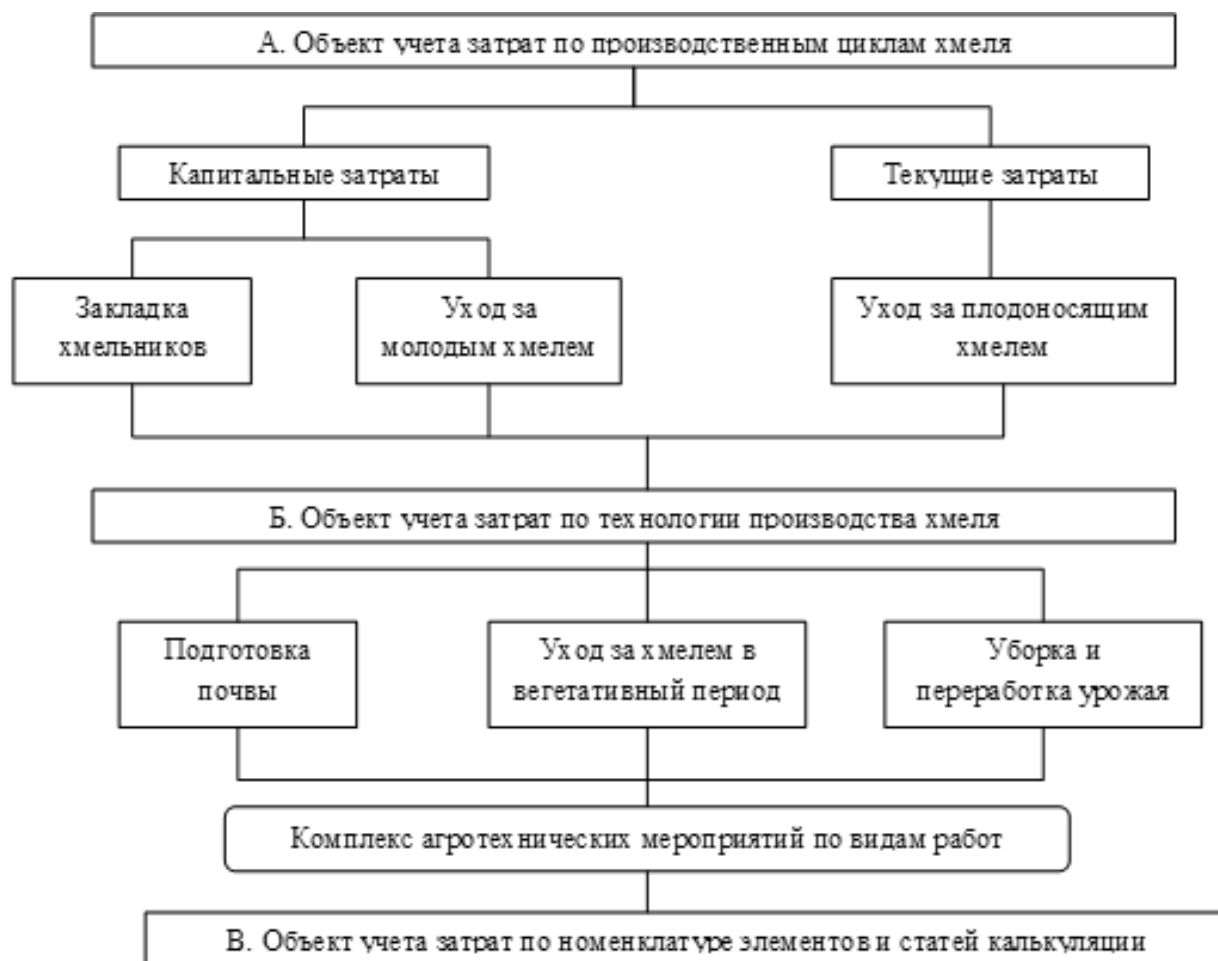 А. Объект учета затрат по производственным циклам хмеля
Капитальные затраты
Текущие затраты
Закладка
хмельников
Уход за
молодым хмелем
Уход за плодоносящим
хмелем
Б. Объект учета затрат по технологии производства хмеля
Подготовка
почвы
Уход за хмелем в
вегетативный период
Уборка и
переработка урожая
Комплекс агротехнических мероприятий по видам работ
В. Объект учета затрат по номенклатуре элементов и статей калькуляции